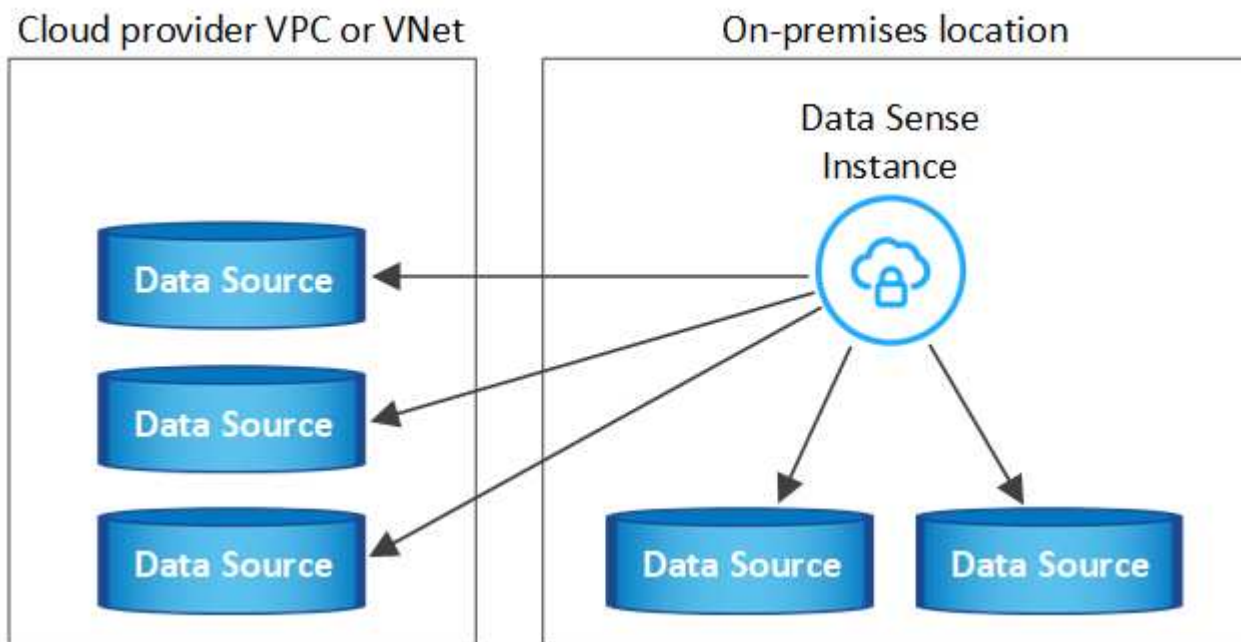 Cloud provider VPC or VNet
On-premises location
Data Sense
Instance
Data Source
Data Source
Data Source
Data Source
Data Source